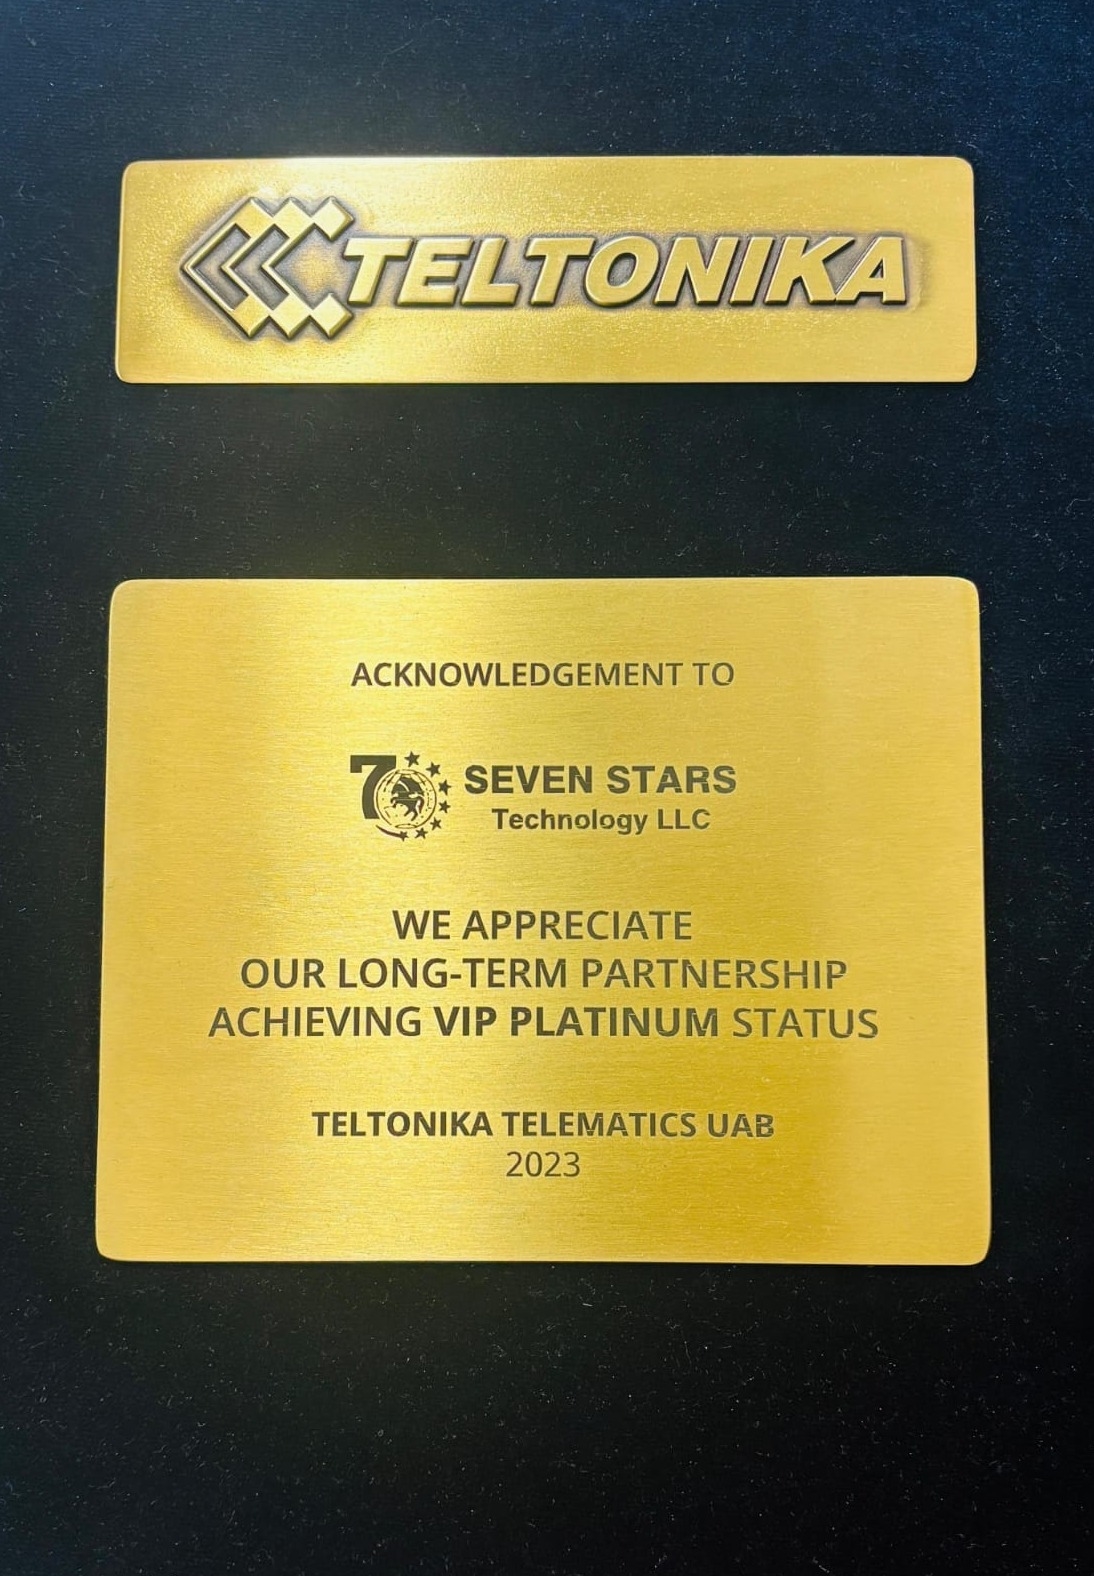 TELTONIKA
ACKNOWLEDGEMENT TO
7
SEVEN STARS
Technology LLC
WE APPRECIATE
OUR LONG-TERM PARTNERSHIP
ACHIEVING VIP PLATINUM STATUS
TELTONIKA TELEMATICS UAB
2023